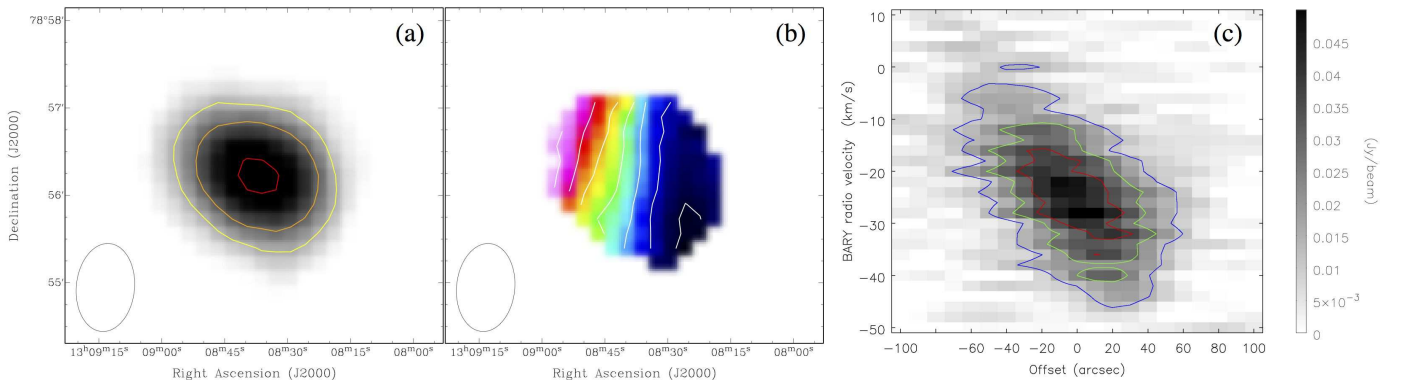 (a)
78°58'
57'
56'
55'
Declination (J2000)
13ʰ09ᵐ15ˢ 09ᵐ00ˢ 08ᵐ45ˢ 08ᵐ30ˢ 08ᵐ15ˢ 08ᵐ00ˢ
Right Ascension (J2000)
(b)
13ʰ09ᵐ15ˢ 09ᵐ00ˢ 08ᵐ45ˢ 08ᵐ30ˢ 08ᵐ15ˢ 08ᵐ00ˢ
Right Ascension (J2000)
(c)
10
0
−10
−20
−30
−40
−50
BARY radio velocity (km/s)
−100 −80 −60 −40 −20 0 20 40 60 80 100
Offset (arcsec)
0.045
0.04
0.035
0.03
0.025
0.02
0.015
0.01
5×10⁻³
0
(Jy/beam)